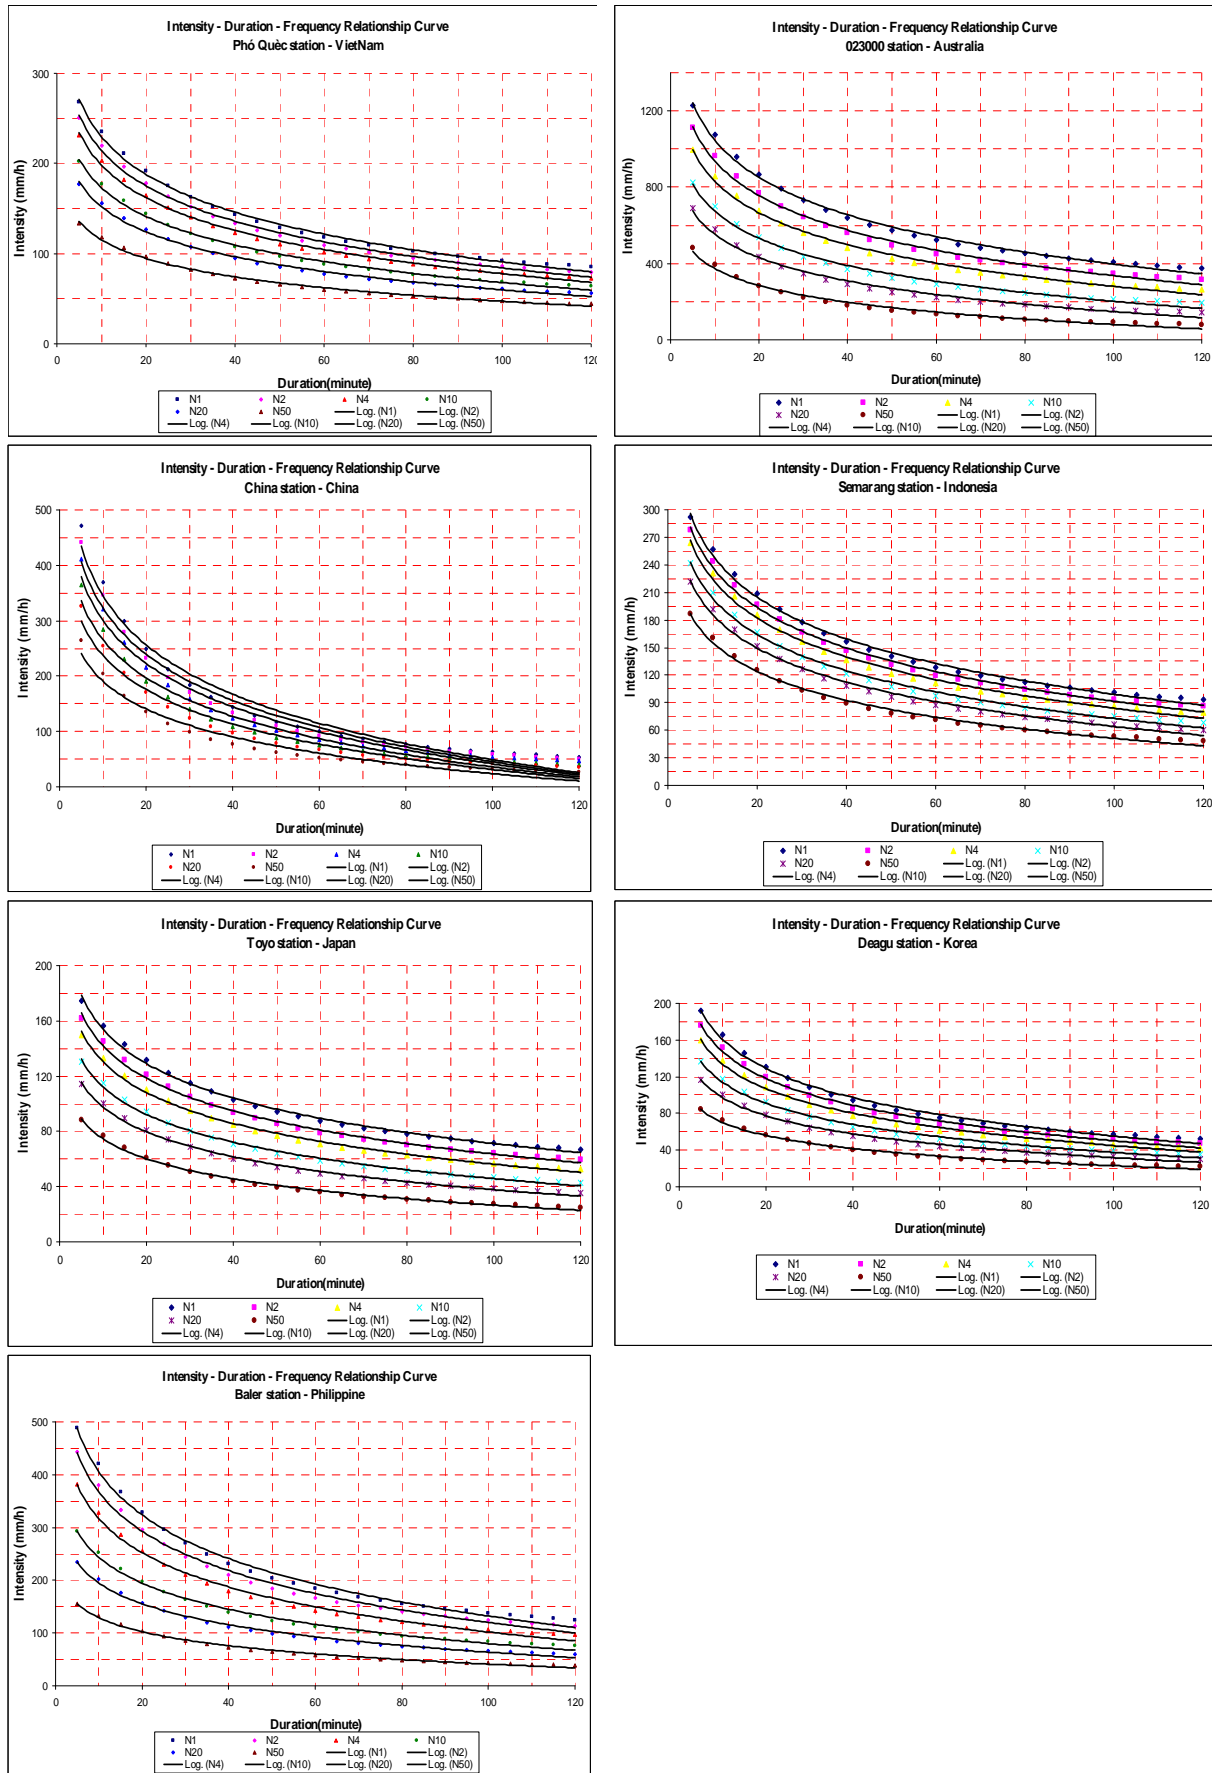 Intensity - Duration - Frequency Relationship Curve
Phó Quèc station - VietNam
Intensity (mm/h)
300
200
100
0
0 20 40 60 80 100 120
Duration(minute)
N1 N2 N4 N10
N20 N50 Log. (N1) Log. (N2)
Log. (N4) Log. (N10) Log. (N20) Log. (N50)
Intensity - Duration - Frequency Relationship Curve
023000 station - Australia
Intensity (mm/h)
1200
800
400
0
0 20 40 60 80 100 120
Duration(minute)
N1 N2 N4 N10
N20 N50 Log. (N1) Log. (N2)
Log. (N4) Log. (N10) Log. (N20) Log. (N50)
Intensity - Duration - Frequency Relationship Curve
China station - China
Intensity (mm/h)
500
400
300
200
100
0
0 20 40 60 80 100 120
Duration(minute)
N1 N2 N4 N10
N20 N50 Log. (N1) Log. (N2)
Log. (N4) Log. (N10) Log. (N20) Log. (N50)
Intensity - Duration - Frequency Relationship Curve
Semarang station - Indonesia
Intensity (mm/h)
300
270
240
210
180
150
120
90
60
30
0
0 20 40 60 80 100 120
Duration(minute)
N1 N2 N4 N10
N20 N50 Log. (N1) Log. (N2)
Log. (N4) Log. (N10) Log. (N20) Log. (N50)
Intensity - Duration - Frequency Relationship Curve
Toyo station - Japan
Intensity (mm/h)
200
160
120
80
40
0
0 20 40 60 80 100 120
Duration(minute)
N1 N2 N4 N10
N20 N50 Log. (N1) Log. (N2)
Log. (N4) Log. (N10) Log. (N20) Log. (N50)
Intensity - Duration - Frequency Relationship Curve
Deagu station - Korea
Intensity (mm/h)
200
160
120
80
40
0
0 20 40 60 80 100 120
Duration(minute)
N1 N2 N4 N10
N20 N50 Log. (N1) Log. (N2)
Log. (N4) Log. (N10) Log. (N20) Log. (N50)
Intensity - Duration - Frequency Relationship Curve
Baler station - Philippine
Intensity (mm/h)
500
400
300
200
100
0
0 20 40 60 80 100 120
Duration(minute)
N1 N2 N4 N10
N20 N50 Log. (N1) Log. (N2)
Log. (N4) Log. (N10) Log. (N20) Log. (N50)